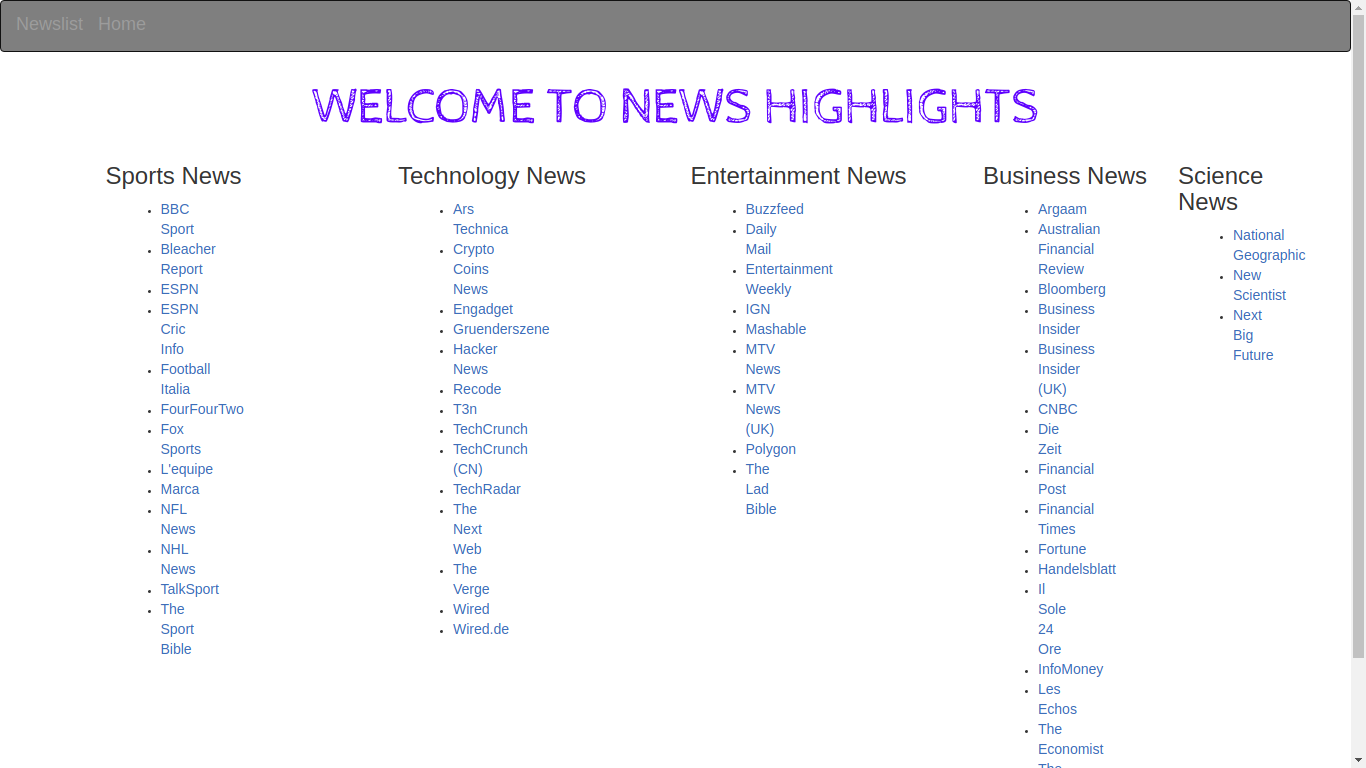 Newslist Home
WELCOME TO NEWS HIGHLIGHTS
Sports News
BBC
Sport
Bleacher
Report
ESPN
ESPN
Cric
Info
Football
Italia
FourFourTwo
Fox
Sports
L'equipe
Marca
NFL
News
NHL
News
TalkSport
The
Sport
Bible
Technology News
Ars
Technica
Crypto
Coins
News
Engadget
Gruenderszene
Hacker
News
Recode
T3n
TechCrunch
TechCrunch
(CN)
TechRadar
The
Next
Web
The
Verge
Wired
Wired.de
Entertainment News
Buzzfeed
Daily
Mail
Entertainment
Weekly
IGN
Mashable
MTV
News
MTV
News
(UK)
Polygon
The
Lad
Bible
Business News
Argaam
Australian
Financial
Review
Bloomberg
Business
Insider
Business
Insider
(UK)
CNBC
Die
Zeit
Financial
Post
Financial
Times
Fortune
Handelsblatt
Il
Sole
24
Ore
InfoMoney
Les
Echos
The
Economist
The
Science
News
National
Geographic
New
Scientist
Next
Big
Future